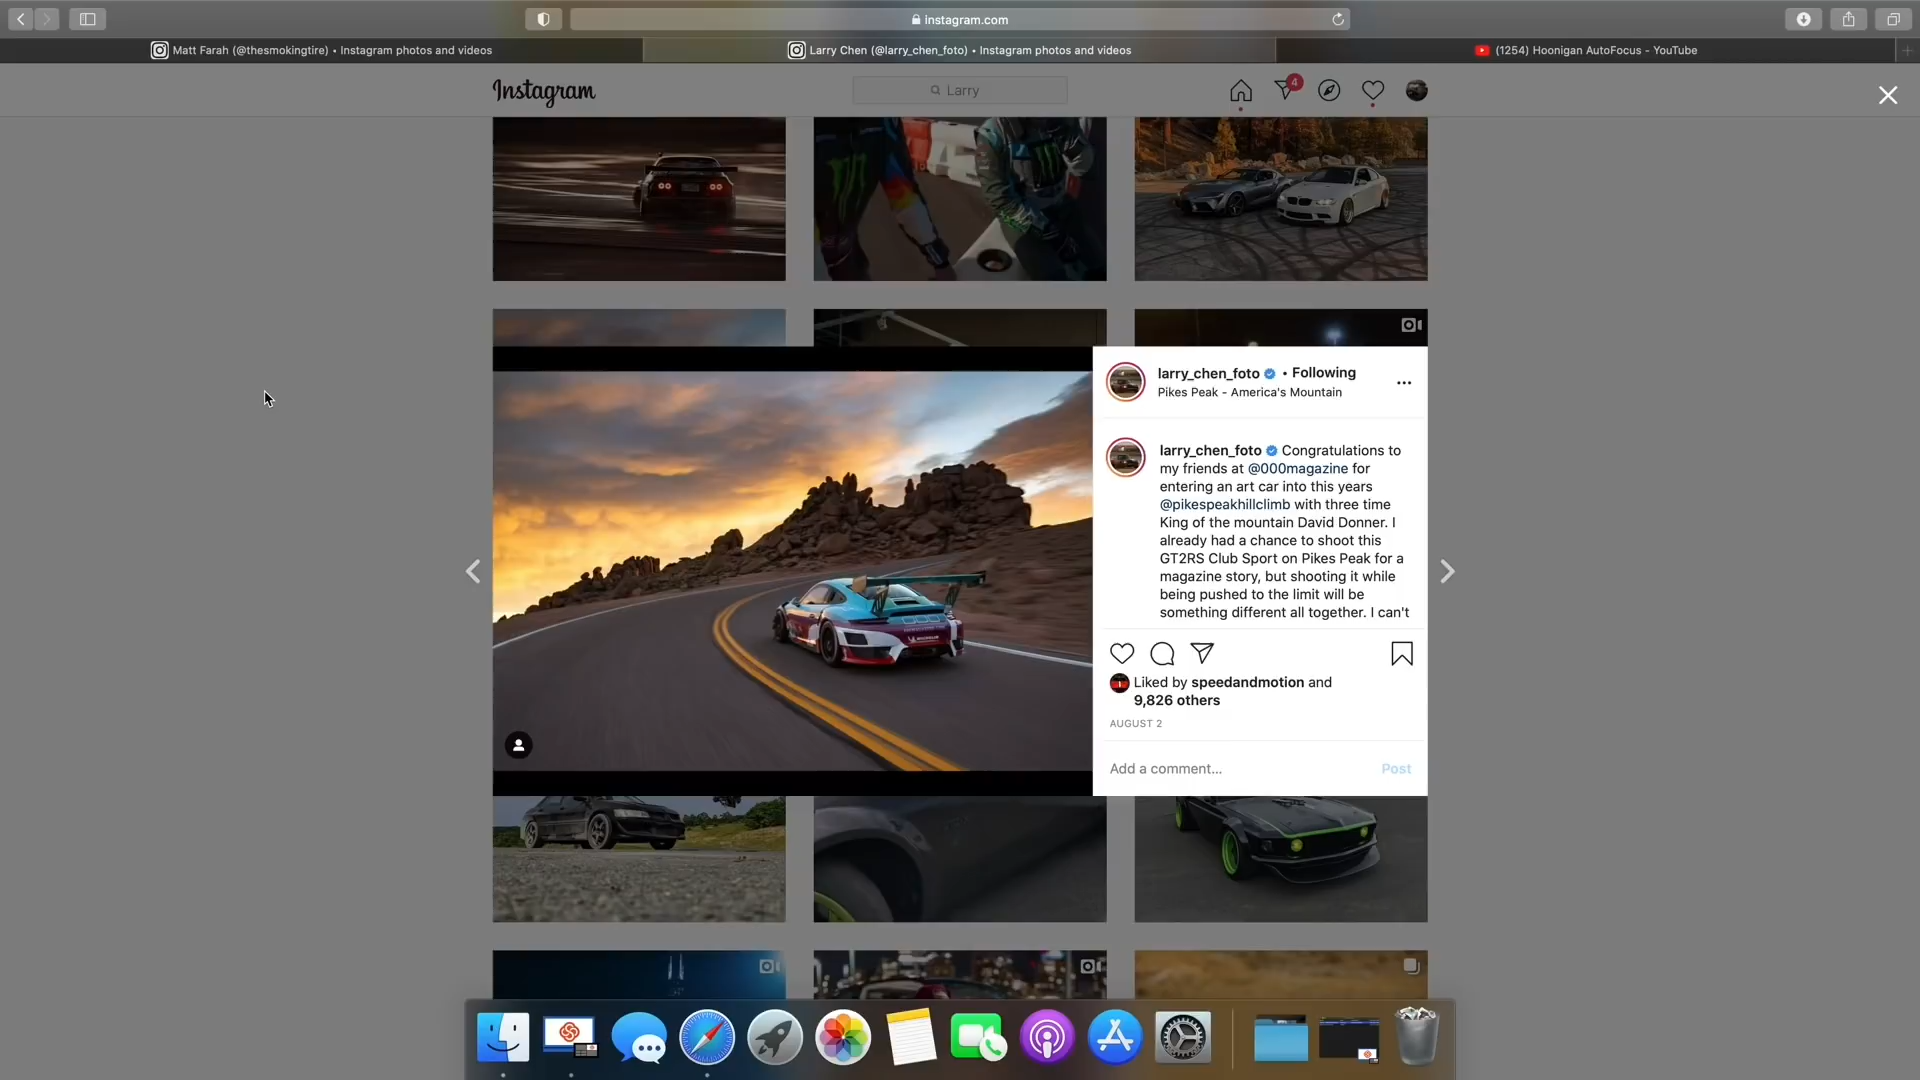 instagram.com
Matt Farah (@thesmokingtire) • Instagram photos and videos
Larry Chen (@larry_chen_foto) • Instagram photos and videos
(1254) Hoonigan AutoFocus - YouTube
Instagram
Larry
4
larry_chen_foto • Following
Pikes Peak - America's Mountain
larry_chen_foto Congratulations to
my friends at @000magazine for
entering an art car into this years
@pikespeakhillclimb with three time
King of the mountain David Donner. I
already had a chance to shoot this
GT2RS Club Sport on Pikes Peak for a
magazine story, but shooting it while
being pushed to the limit will be
something different all together. I can't
Liked by speedandmotion and
9,826 others
AUGUST 2
Add a comment...
Post